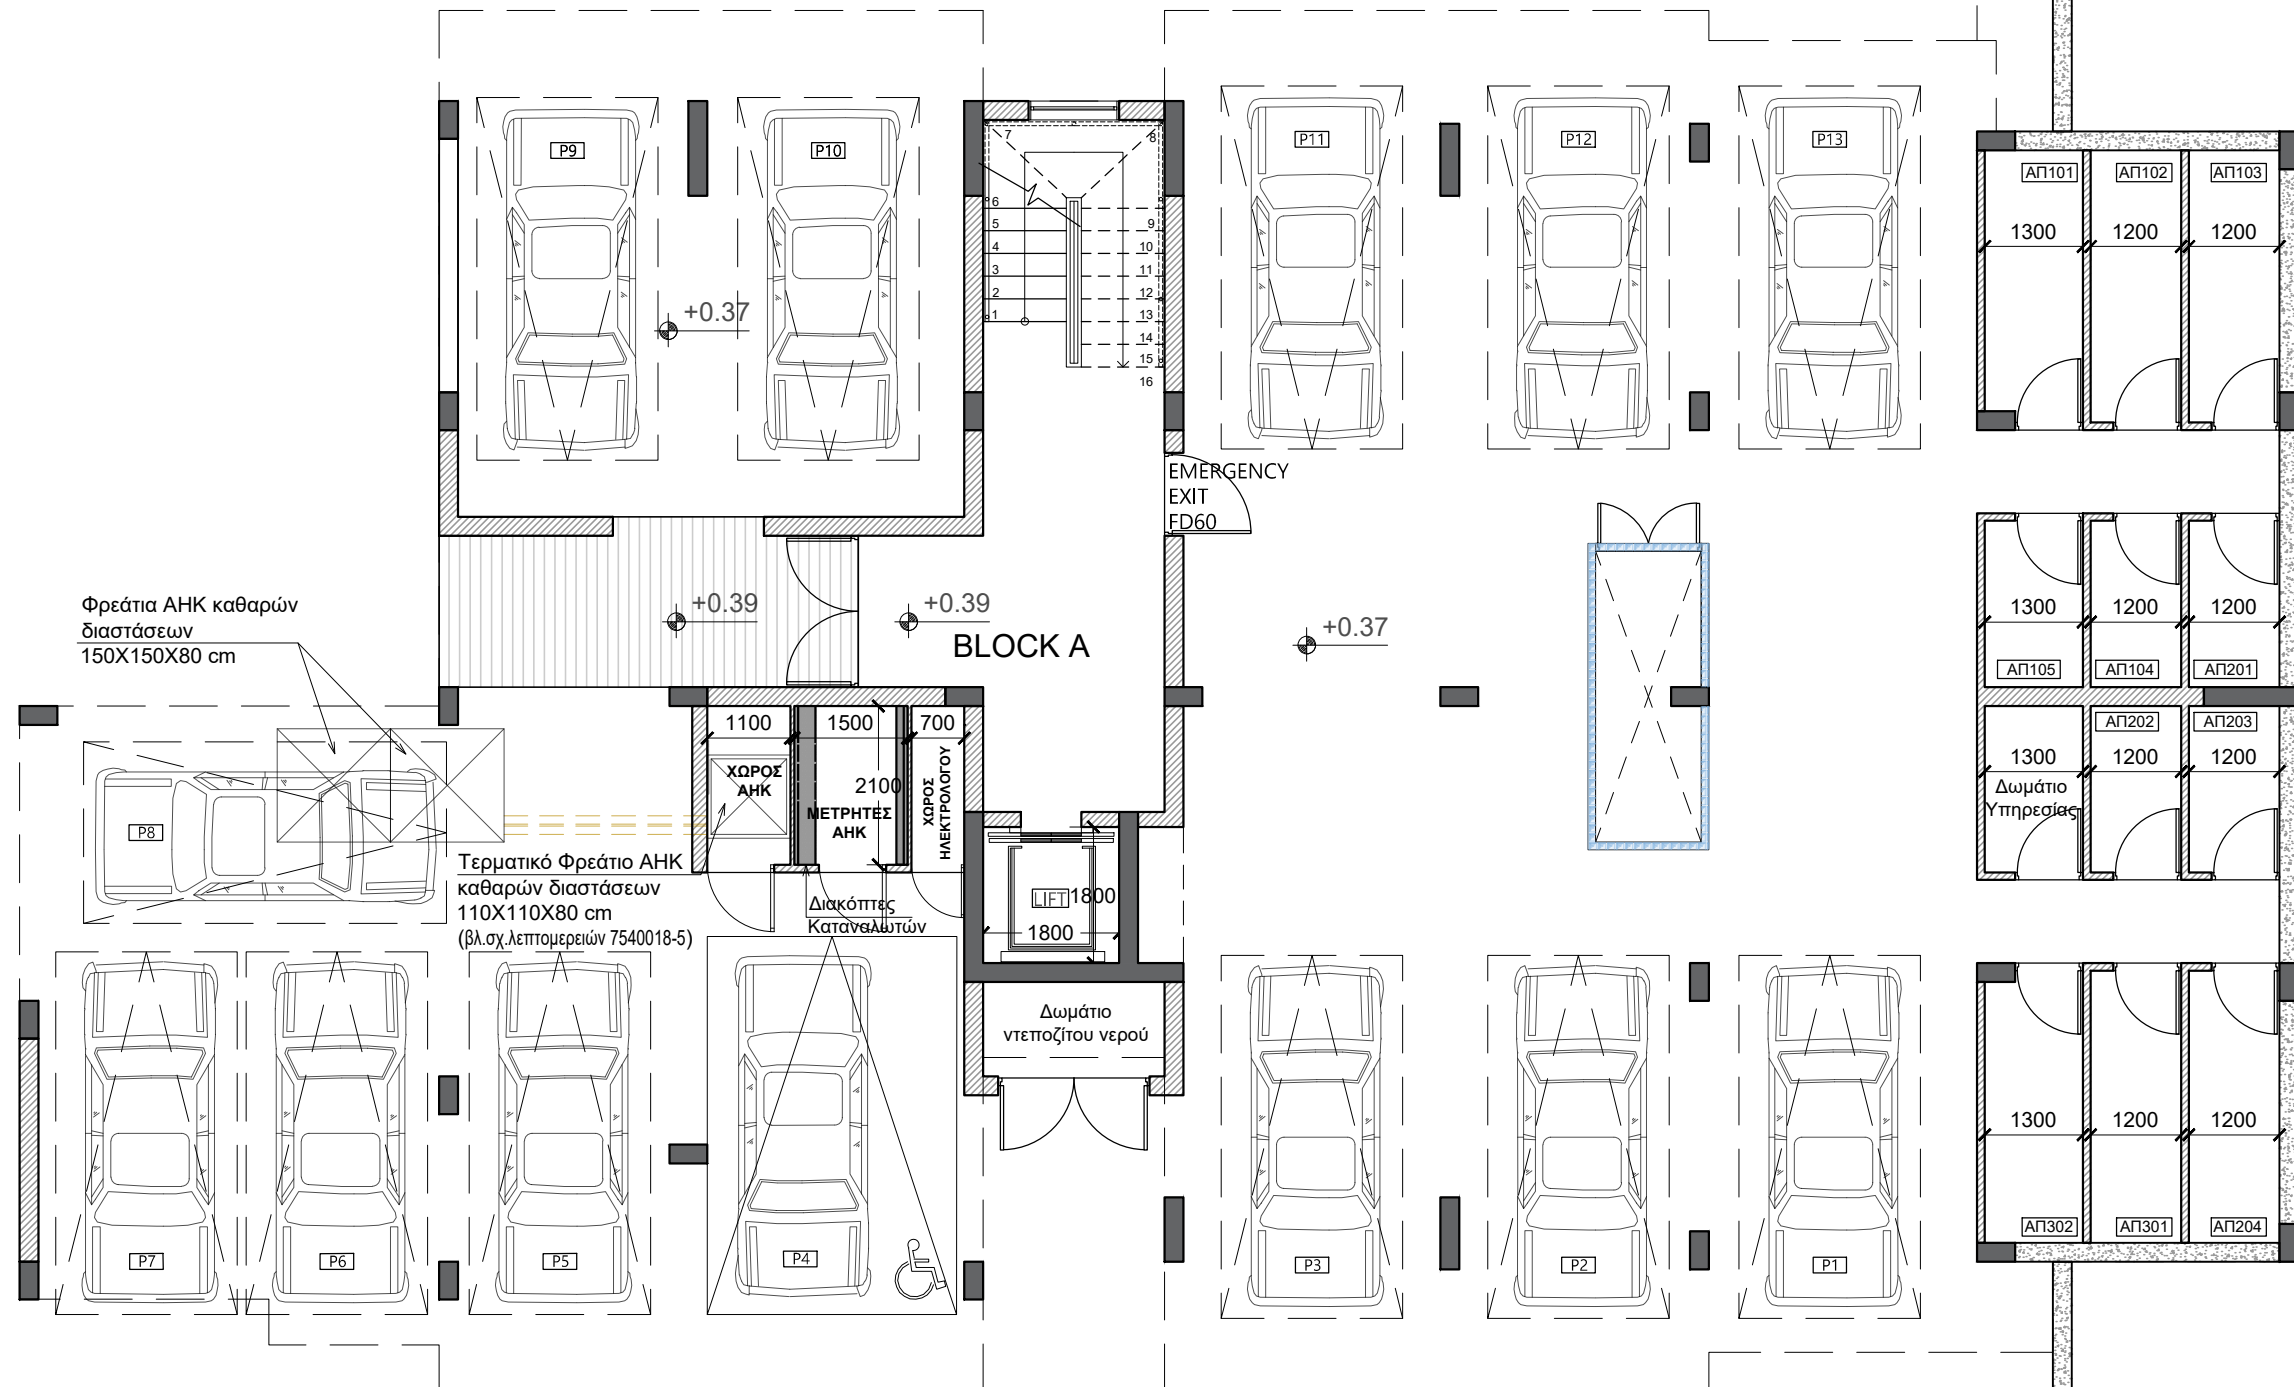 P9
P10
P11
P12
P13
ΑΠ101
ΑΠ102
ΑΠ103
7
8
6
5
4
3
2
1
9
10
11
12
13
14
15
16
1300
1200
1200
+0.37
EMERGENCY
EXIT
FD60
Φρεάτια ΑΗΚ καθαρών
διαστάσεων
150X150X80 cm
+0.39
+0.39
BLOCK A
+0.37
1300
1200
1200
ΑΠ105
ΑΠ104
ΑΠ201
1100
1500
700
ΧΩΡΟΣ
ΑΗΚ
2100
ΜΕΤΡΗΤΕΣ
ΑΗΚ
ΧΩΡΟΣ
ΗΛΕΚΤΡΟΛΟΓΟΥ
ΑΠ202
ΑΠ203
1300
1200
1200
Δωμάτιο
Υπηρεσίας
P8
Τερματικό Φρεάτιο ΑΗΚ
καθαρών διαστάσεων
110X110X80 cm
(βλ.σχ.λεπτομερειών 7540018-5)
Διακόπτες
Καταναλωτών
LIFT
1800
1800
Δωμάτιο
ντεποζίτου νερού
1300
1200
1200
ΑΠ302
ΑΠ301
ΑΠ204
P7
P6
P5
P4
P3
P2
P1